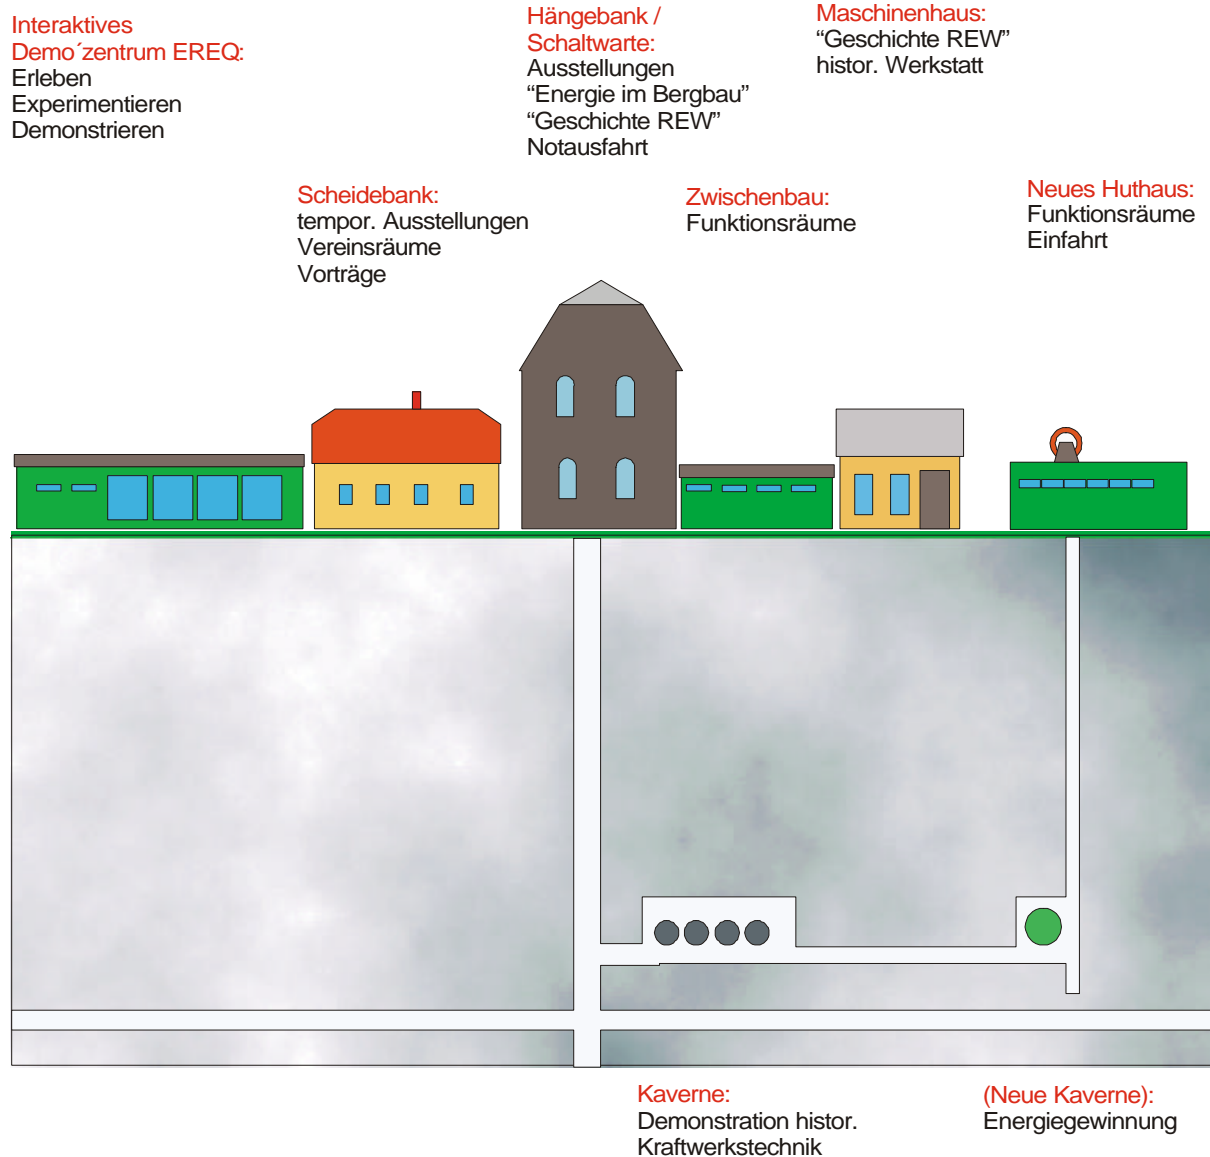 Interaktives
Demo´zentrum EREQ:
Erleben
Experimentieren
Demonstrieren
Hängebank /
Schaltwarte:
Ausstellungen
“Energie im Bergbau”
“Geschichte REW”
Notausfahrt
Maschinenhaus:
“Geschichte REW”
histor. Werkstatt
Scheidebank:
tempor. Ausstellungen
Vereinsräume
Vorträge
Zwischenbau:
Funktionsräume
Neues Huthaus:
Funktionsräume
Einfahrt
Kaverne:
Demonstration histor.
Kraftwerkstechnik
(Neue Kaverne):
Energiegewinnung